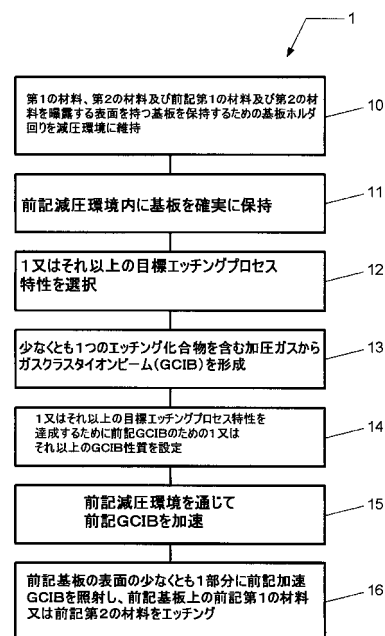 1
第1の材料、第2の材料及び前記第1の材料及び第2の材
料を曝露する表面を持つ基板を保持するための基板ホルダ
回りを減圧環境に維持
10
前記減圧環境内に基板を確実に保持
11
1又はそれ以上の目標エッチングプロセス
特性を選択
12
少なくとも1つのエッチング化合物を含む加圧ガスから
ガスクラスタイオンビーム(GCIB)を形成
13
1又はそれ以上の目標エッチングプロセス特性を
達成するために前記GCIBのための1又は
それ以上のGCIB性質を設定
14
前記減圧環境を通じて
前記GCIBを加速
15
前記基板の表面の少なくとも1部分に前記加速
GCIBを照射し、前記基板上の前記第1の材料
又は前記第2の材料をエッチング
16